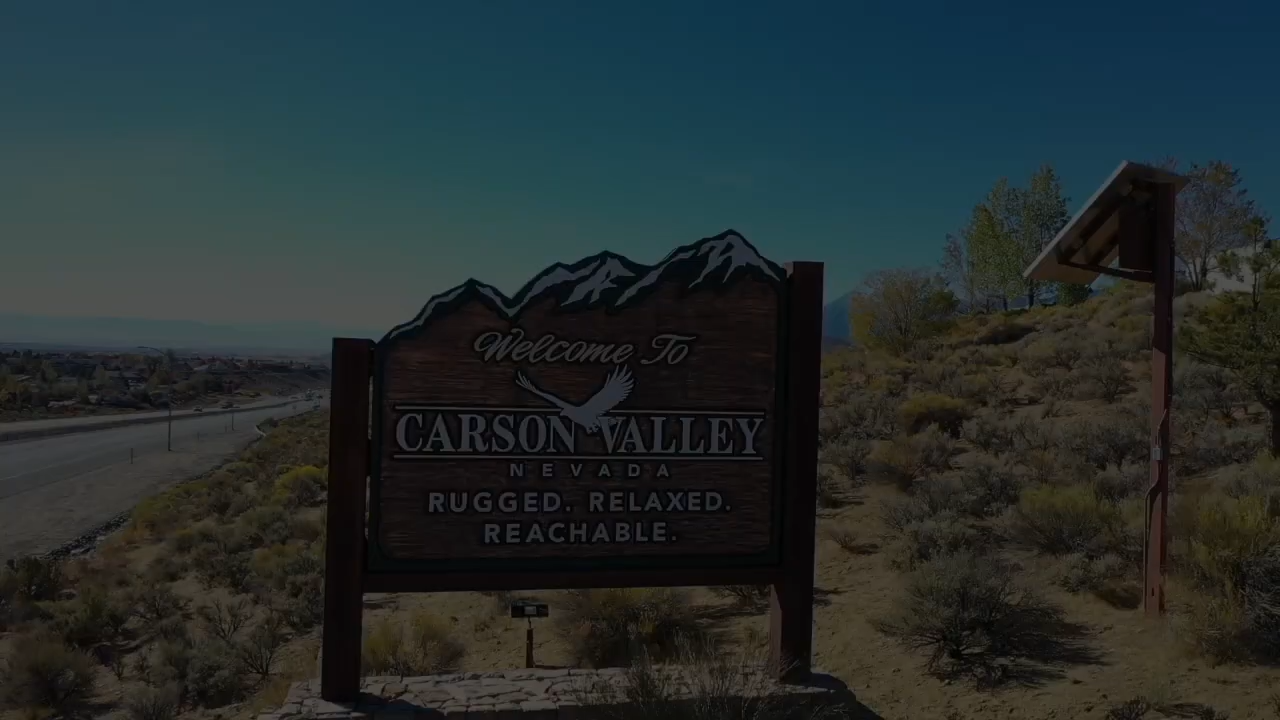 Welcome To
CARSON VALLEY
NEVADA
RUGGED. RELAXED.
REACHABLE.